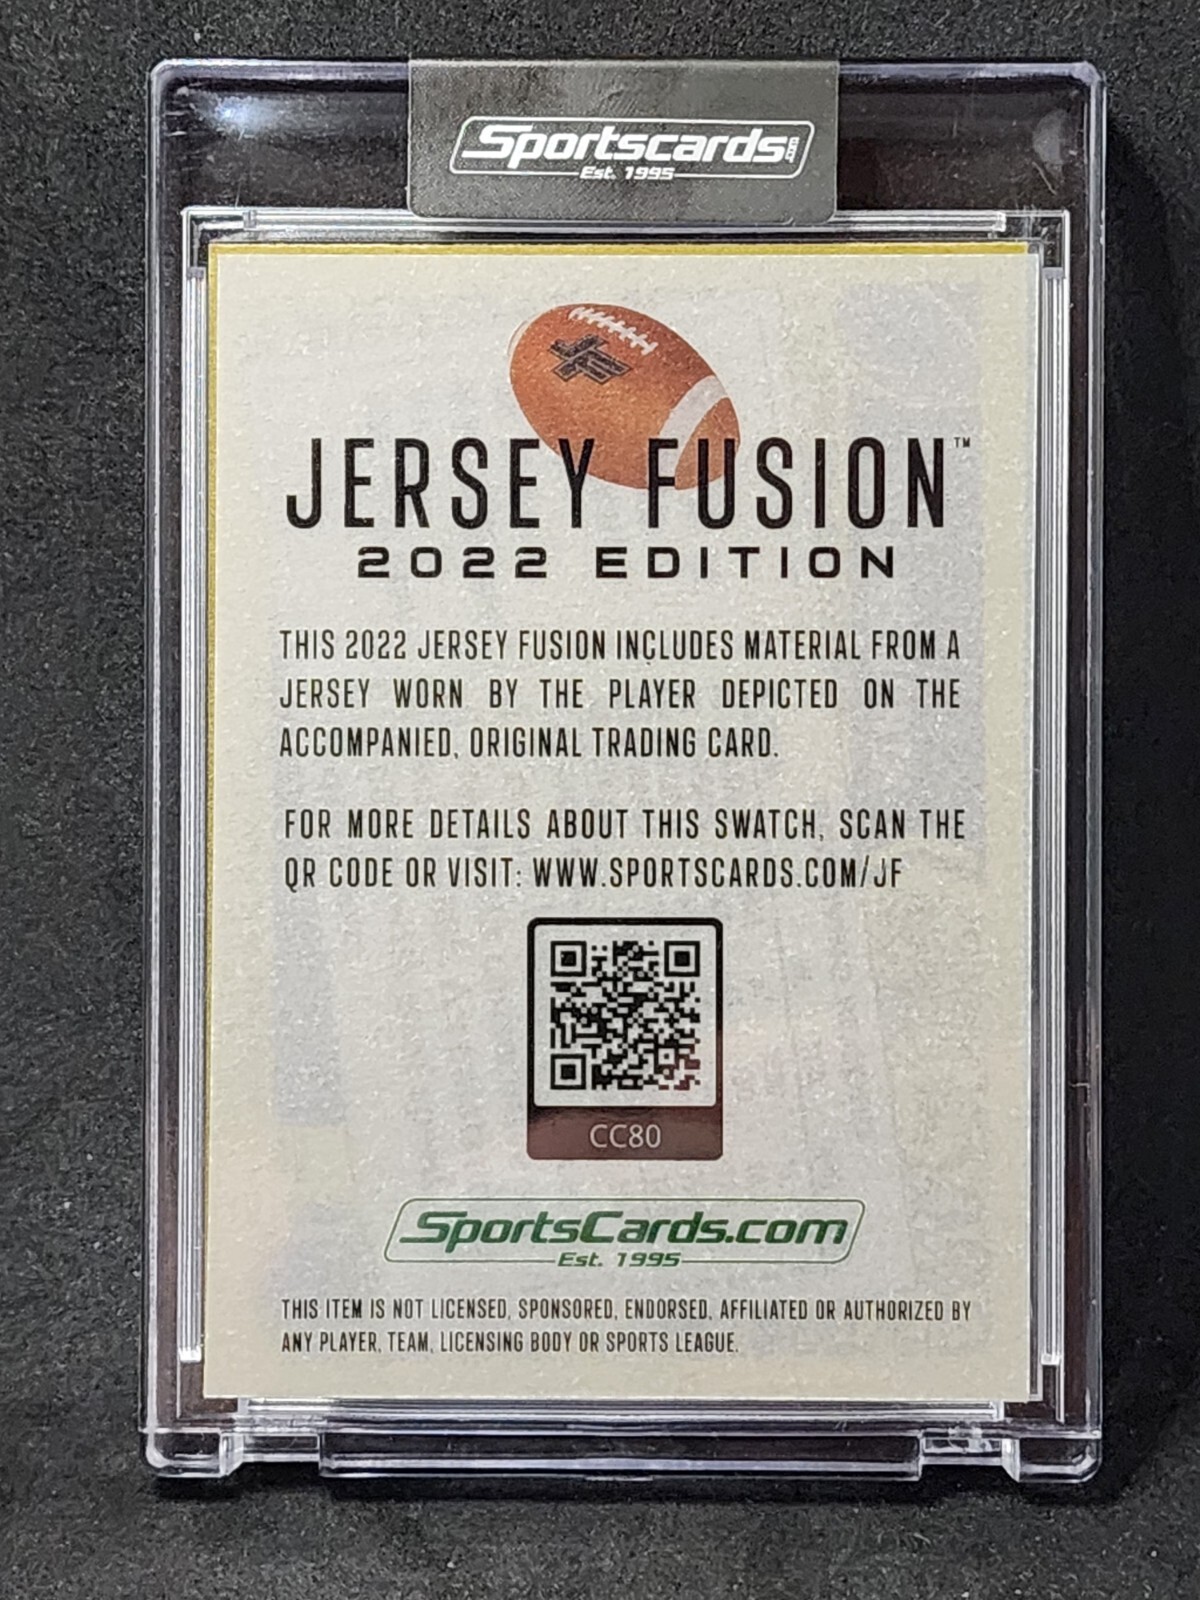 Sportscards.com
Est. 1995
JERSEY FUSION™
2022 EDITION
THIS 2022 JERSEY FUSION INCLUDES MATERIAL FROM A
JERSEY WORN BY THE PLAYER DEPICTED ON THE
ACCOMPANIED, ORIGINAL TRADING CARD.
FOR MORE DETAILS ABOUT THIS SWATCH, SCAN THE
QR CODE OR VISIT: WWW.SPORTSCARDS.COM/JF
CC80
SportsCards.com
Est. 1995
THIS ITEM IS NOT LICENSED, SPONSORED, ENDORSED, AFFILIATED OR AUTHORIZED BY
ANY PLAYER, TEAM, LICENSING BODY OR SPORTS LEAGUE.